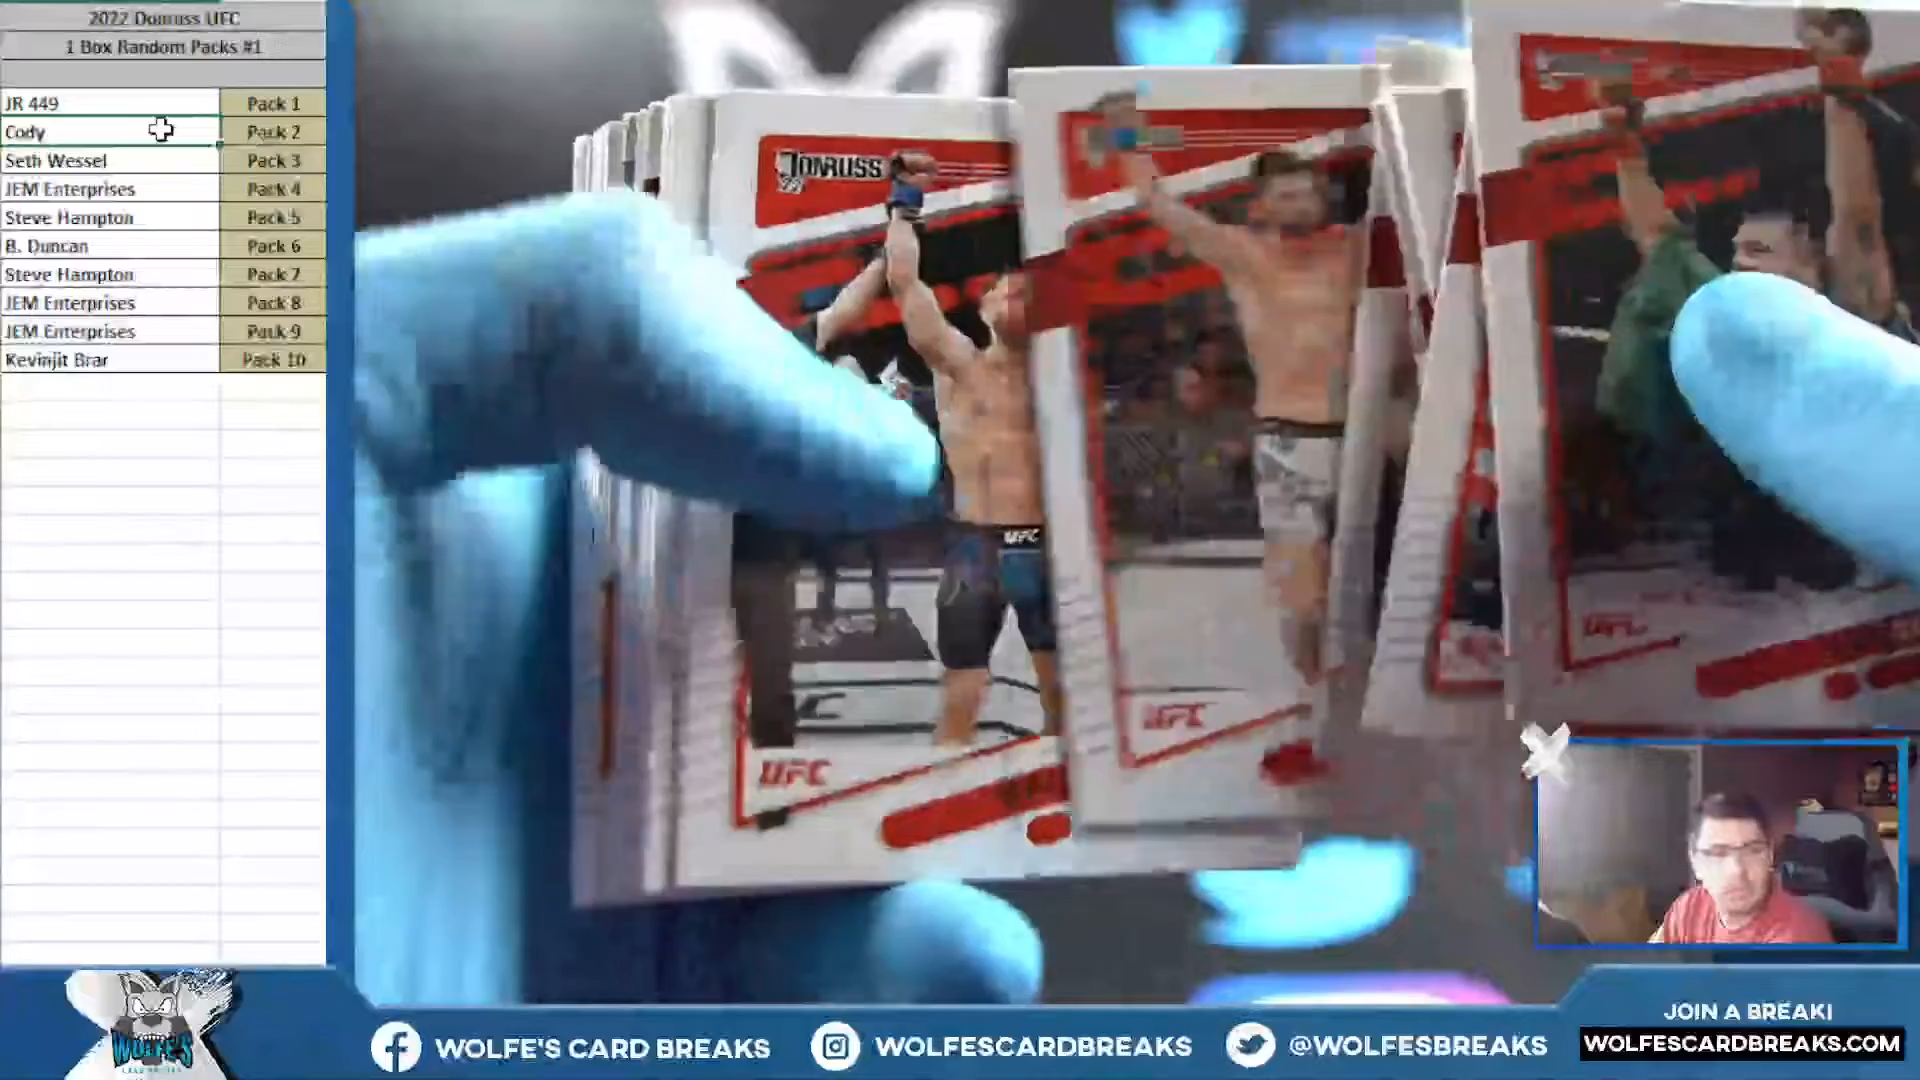 2022 Donruss UFC
1 Box Random Packs #1
JR 449 Pack 1
Cody Pack 2
Seth Wessel Pack 3
JEM Enterprises Pack 4
Steve Hampton Pack 5
B. Duncan Pack 6
Steve Hampton Pack 7
JEM Enterprises Pack 8
JEM Enterprises Pack 9
Kevinjit Brar Pack 10
DONRUSS
UFC
UFC
UFC
UFC
WOLFE'S
WOLFE'S CARD BREAKS
WOLFESCARDBREAKS
@WOLFESBREAKS
JOIN A BREAK!
WOLFESCARDBREAKS.COM